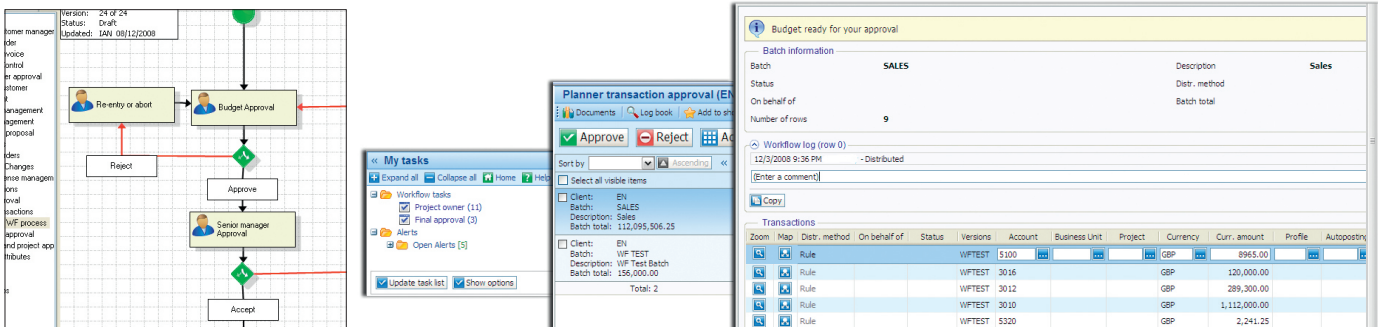 Version: 24 of 24
Status: Draft
Updated: IAN 08/12/2008
Re-entry or abort
Budget Approval
Reject
Approve
Senior manager
Approval
Accept
tomer manager
rder
nvoice
ontrol
er approval
ustomer
t
anagement
agement
proposal
s
rders
Changes
ense managem
ions
roval
nsactions
WF process
approval
and project app
ttributes
s
« My tasks
Expand all Collapse all Home Help
Workflow tasks
Project owner (11)
Final approval (3)
Alerts
Open Alerts [5]
Update task list Show options
Planner transaction approval (EN
Documents Log book Add to sh
Approve Reject Ac
Sort by Ascending «
Select all visible items
Client: EN
Batch: SALES
Description: Sales
Batch total: 112,095,506.25
Client: EN
Batch: WF TEST
Description: WF Test Batch
Batch total: 156,000.00
Total: 2
Budget ready for your approval
Batch information
Batch SALES Description Sales
Status Distr. method
On behalf of Batch total
Number of rows 9
Workflow log (row 0)
12/3/2008 9:36 PM - Distributed
(Enter a comment)
Copy
Transactions
Zoom Map Distr. method On behalf of Status Versions Account Business Unit Project Currency Curr. amount Profile Autoposting
Rule WFTEST 5100 GBP 8965.00
Rule WFTEST 3016 GBP 120,000.00
Rule WFTEST 3012 GBP 289,300.00
Rule WFTEST 3010 GBP 1,112,000.00
Rule WFTEST 5320 GBP 2,241.25